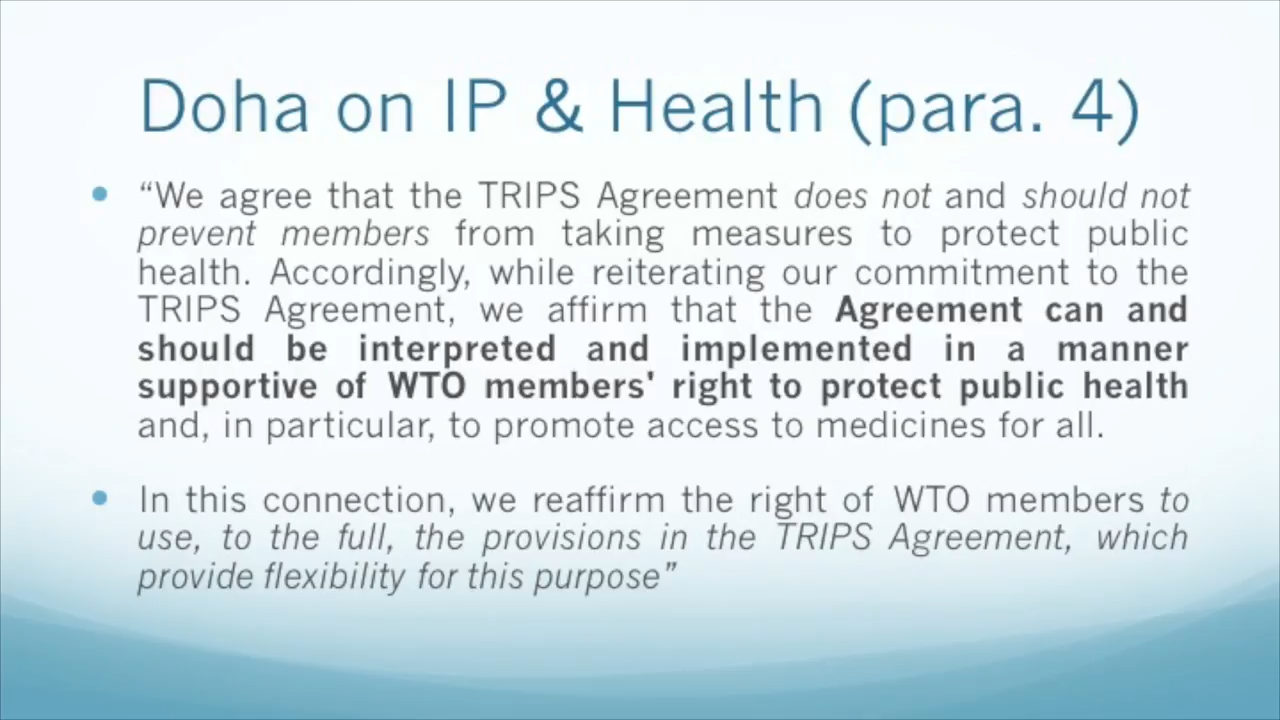 Doha on IP & Health (para. 4)
• “We agree that the TRIPS Agreement does not and should not
prevent members from taking measures to protect public
health. Accordingly, while reiterating our commitment to the
TRIPS Agreement, we affirm that the Agreement can and
should be interpreted and implemented in a manner
supportive of WTO members' right to protect public health
and, in particular, to promote access to medicines for all.
• In this connection, we reaffirm the right of WTO members to
use, to the full, the provisions in the TRIPS Agreement, which
provide flexibility for this purpose”